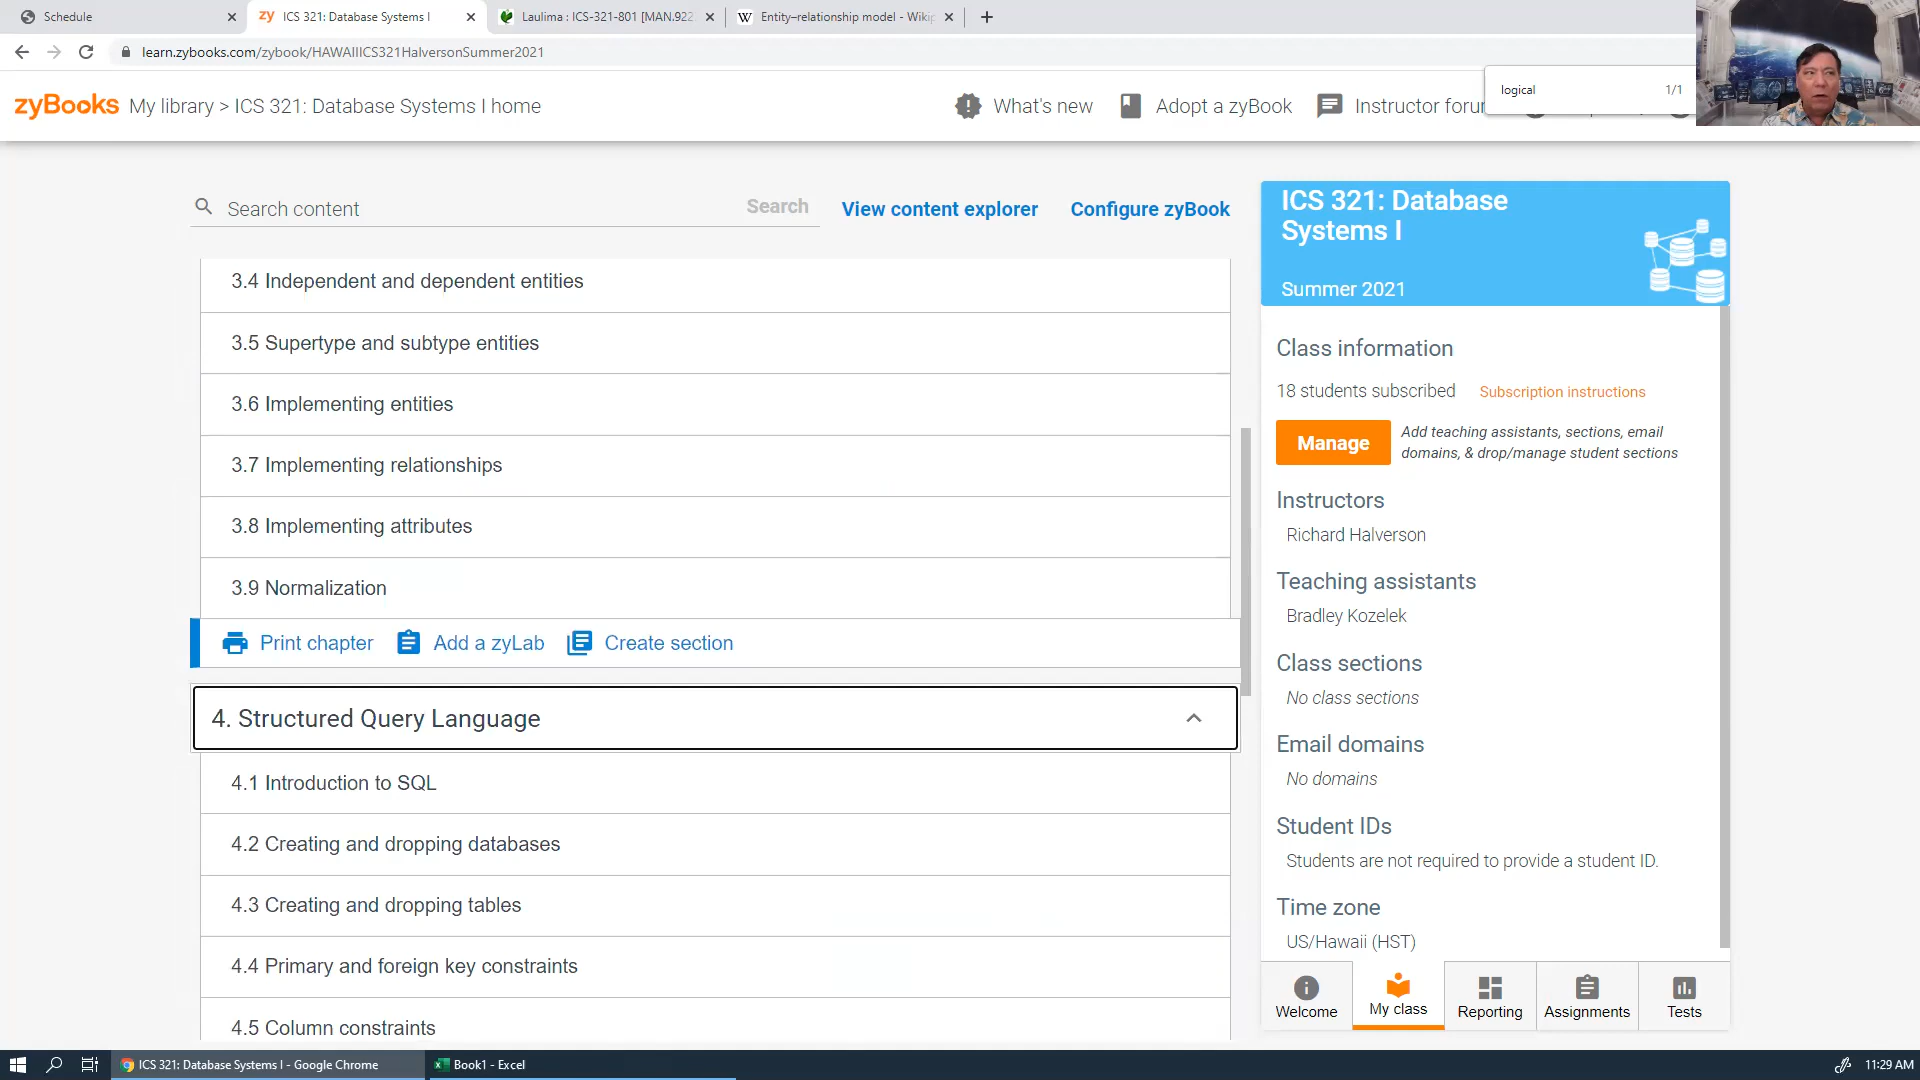 Schedule
zy ICS 321: Database Systems I
Laulima : ICS-321-801 [MAN.922
W Entity–relationship model - Wikip
learn.zybooks.com/zybook/HAWAIIICS321HalversonSummer2021
zyBooks My library > ICS 321: Database Systems I home
What's new
Adopt a zyBook
Instructor foru
logical 1/1
Search content
Search
View content explorer
Configure zyBook
3.4 Independent and dependent entities
3.5 Supertype and subtype entities
3.6 Implementing entities
3.7 Implementing relationships
3.8 Implementing attributes
3.9 Normalization
Print chapter
Add a zyLab
Create section
4. Structured Query Language
4.1 Introduction to SQL
4.2 Creating and dropping databases
4.3 Creating and dropping tables
4.4 Primary and foreign key constraints
4.5 Column constraints
ICS 321: Database
Systems I
Summer 2021
Class information
18 students subscribed Subscription instructions
Manage
Add teaching assistants, sections, email
domains, & drop/manage student sections
Instructors
Richard Halverson
Teaching assistants
Bradley Kozelek
Class sections
No class sections
Email domains
No domains
Student IDs
Students are not required to provide a student ID.
Time zone
US/Hawaii (HST)
Welcome
My class
Reporting
Assignments
Tests
ICS 321: Database Systems I - Google Chrome
Book1 - Excel
11:29 AM